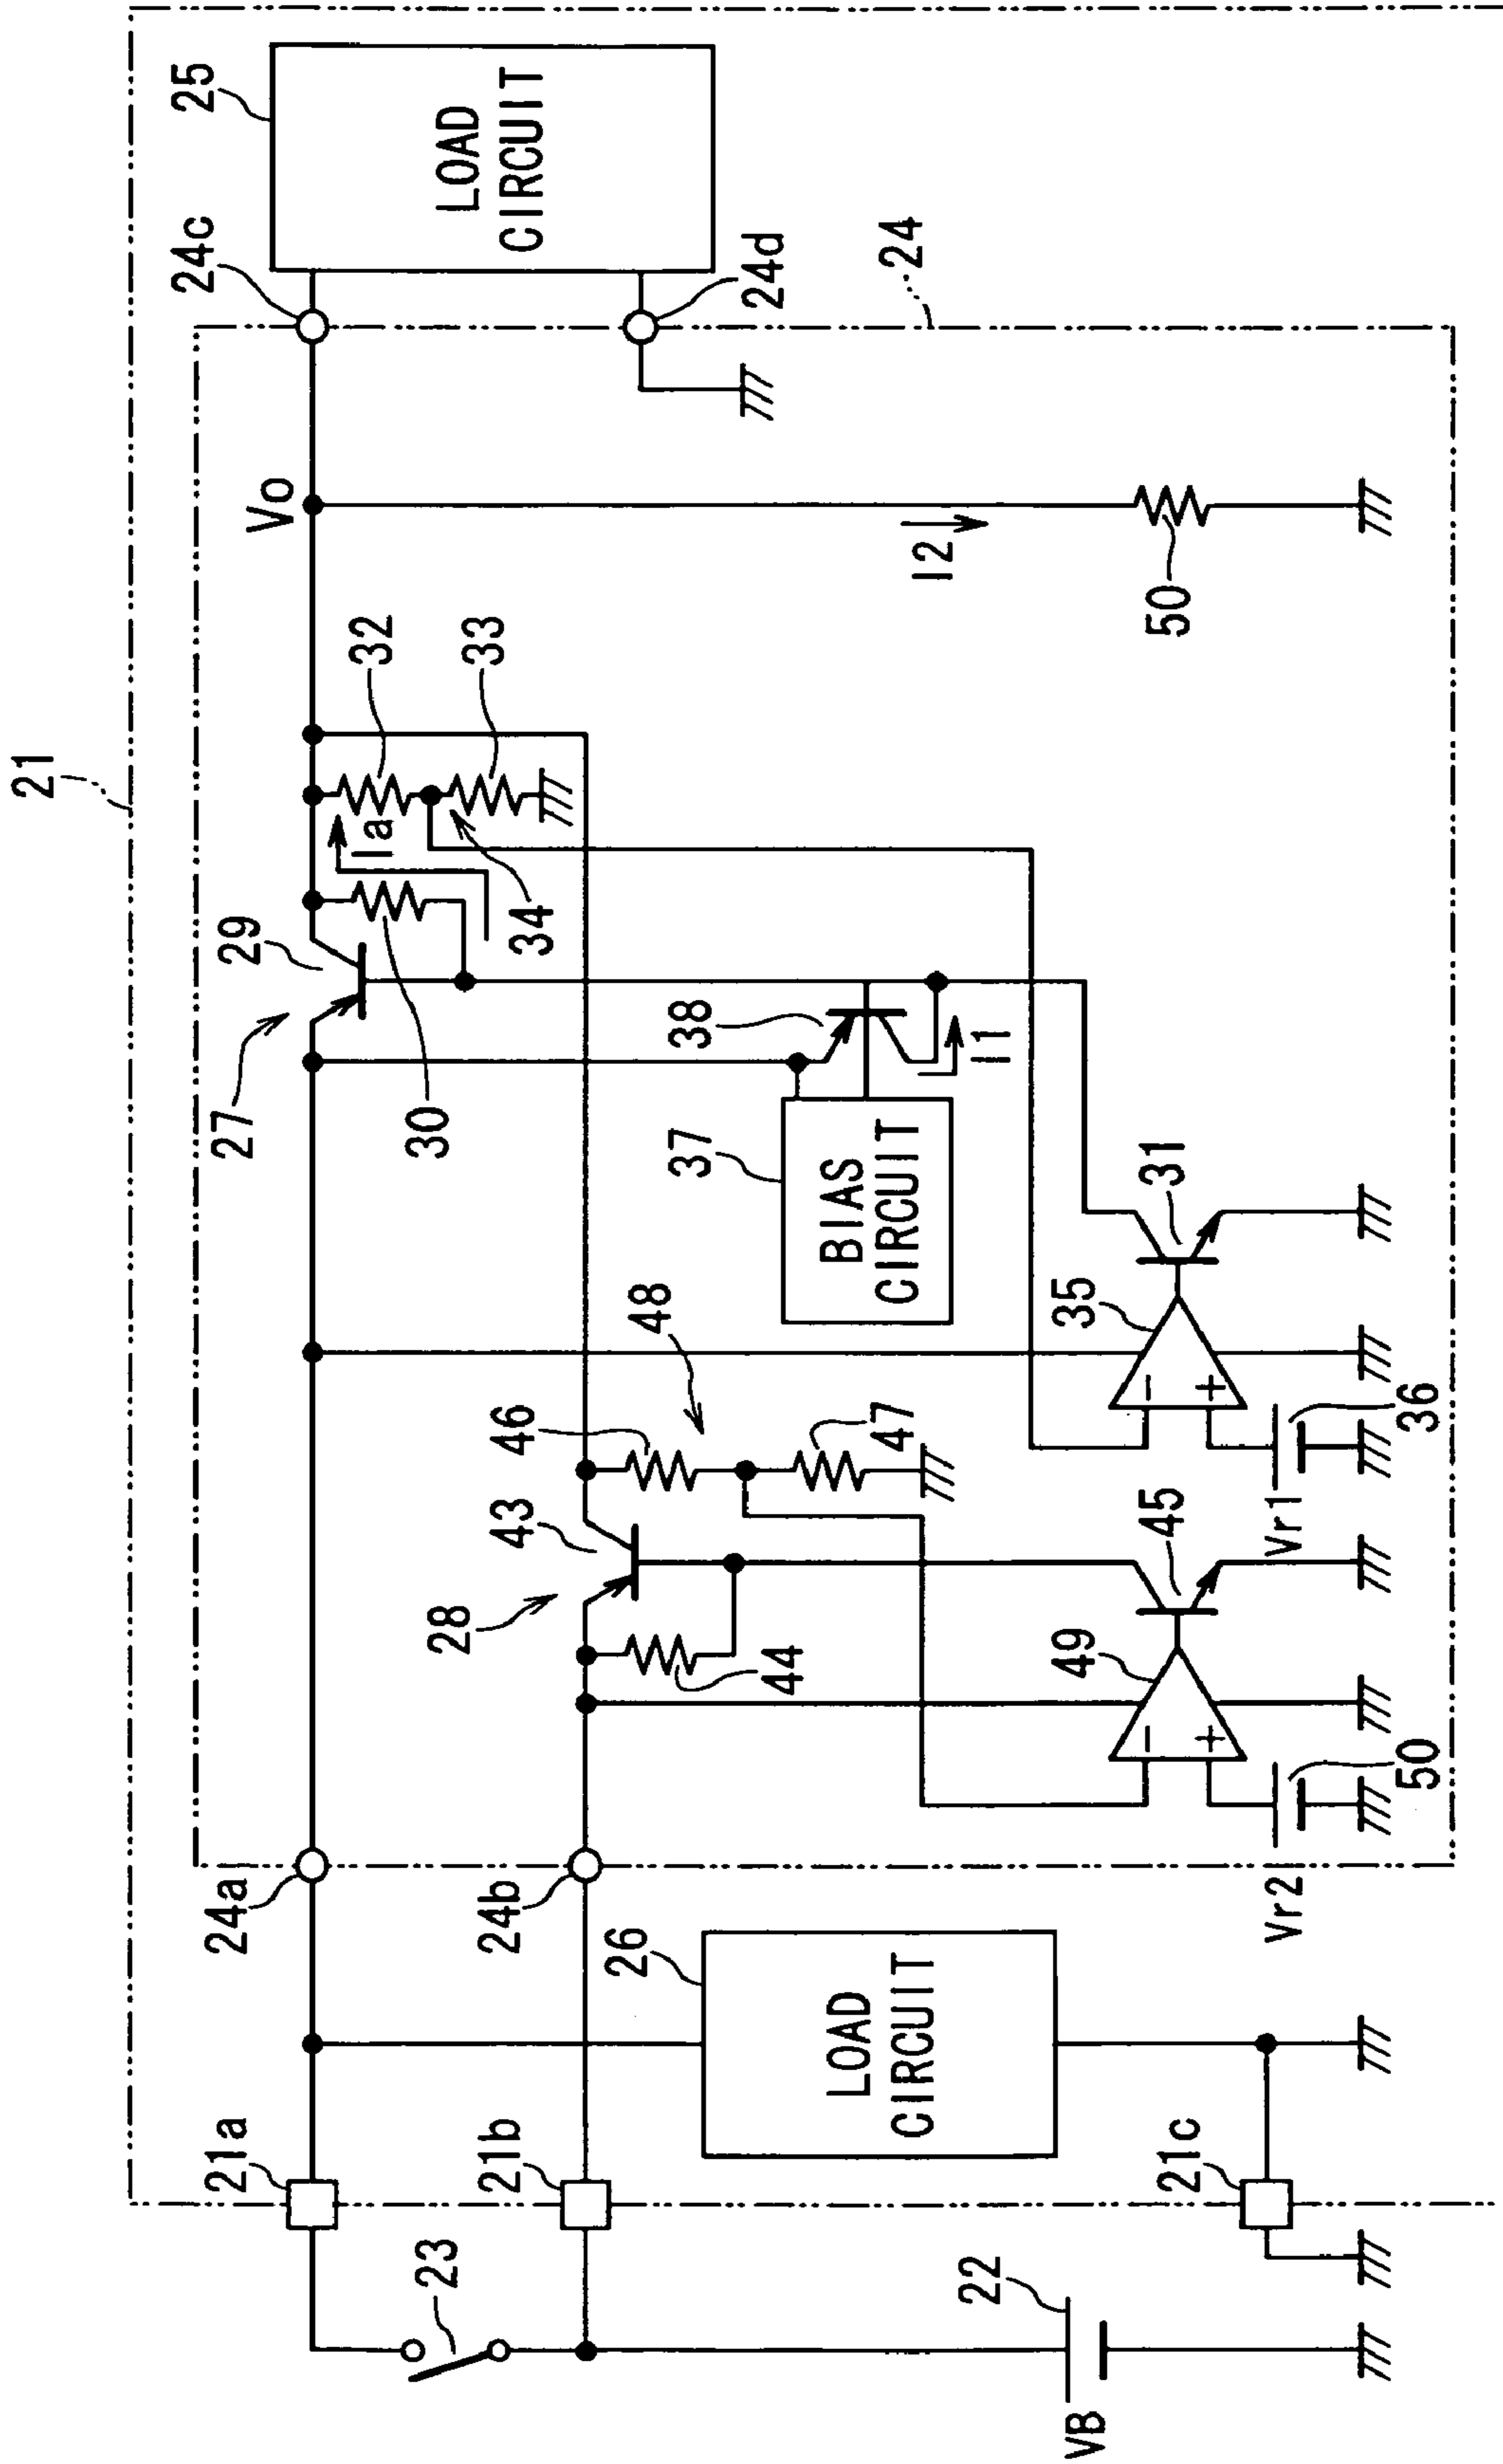 21
25
LOAD
CIRCUIT
24c
24d
24
Vo
I2
50
32
33
Ia
34
29
27
30
38
I1
37
BIAS
CIRCUIT
31
35
36
Vr1
48
46
47
43
28
44
45
49
50
Vr2
24a
24b
26
LOAD
CIRCUIT
21a
21b
21c
23
22
VB